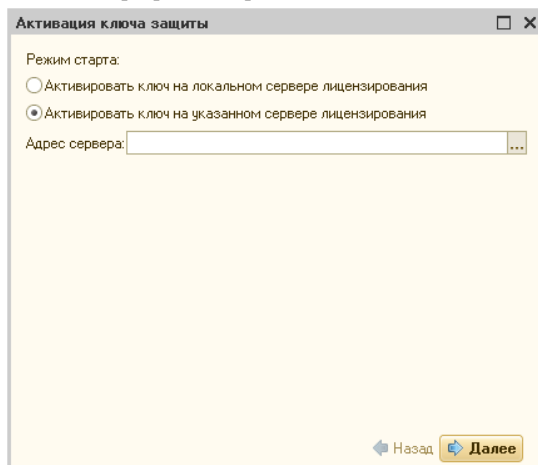 Активация ключа защиты
Режим старта:
Активировать ключ на локальном сервере лицензирования
Активировать ключ на указанном сервере лицензирования
Адрес сервера: ...
Назад Далее